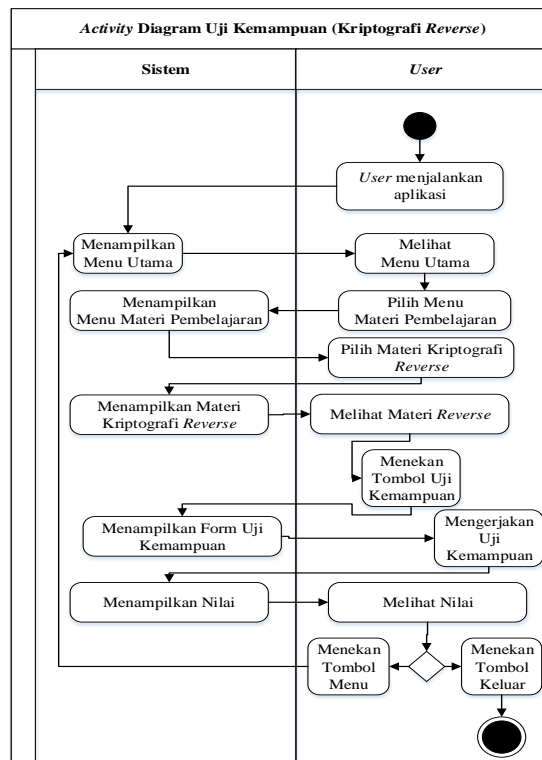 Activity Diagram Uji Kemampuan (Kriptografi Reverse)
Sistem
User
User menjalankan
aplikasi
Menampilkan
Menu Utama
Melihat
Menu Utama
Menampilkan
Menu Materi Pembelajaran
Pilih Menu
Materi Pembelajaran
Pilih Materi Kriptografi
Reverse
Menampilkan Materi
Kriptografi Reverse
Melihat Materi Reverse
Menekan
Tombol Uji
Kemampuan
Menampilkan Form Uji
Kemampuan
Mengerjakan
Uji
Kemampuan
Menampilkan Nilai
Melihat Nilai
Menekan
Tombol
Menu
Menekan
Tombol
Keluar